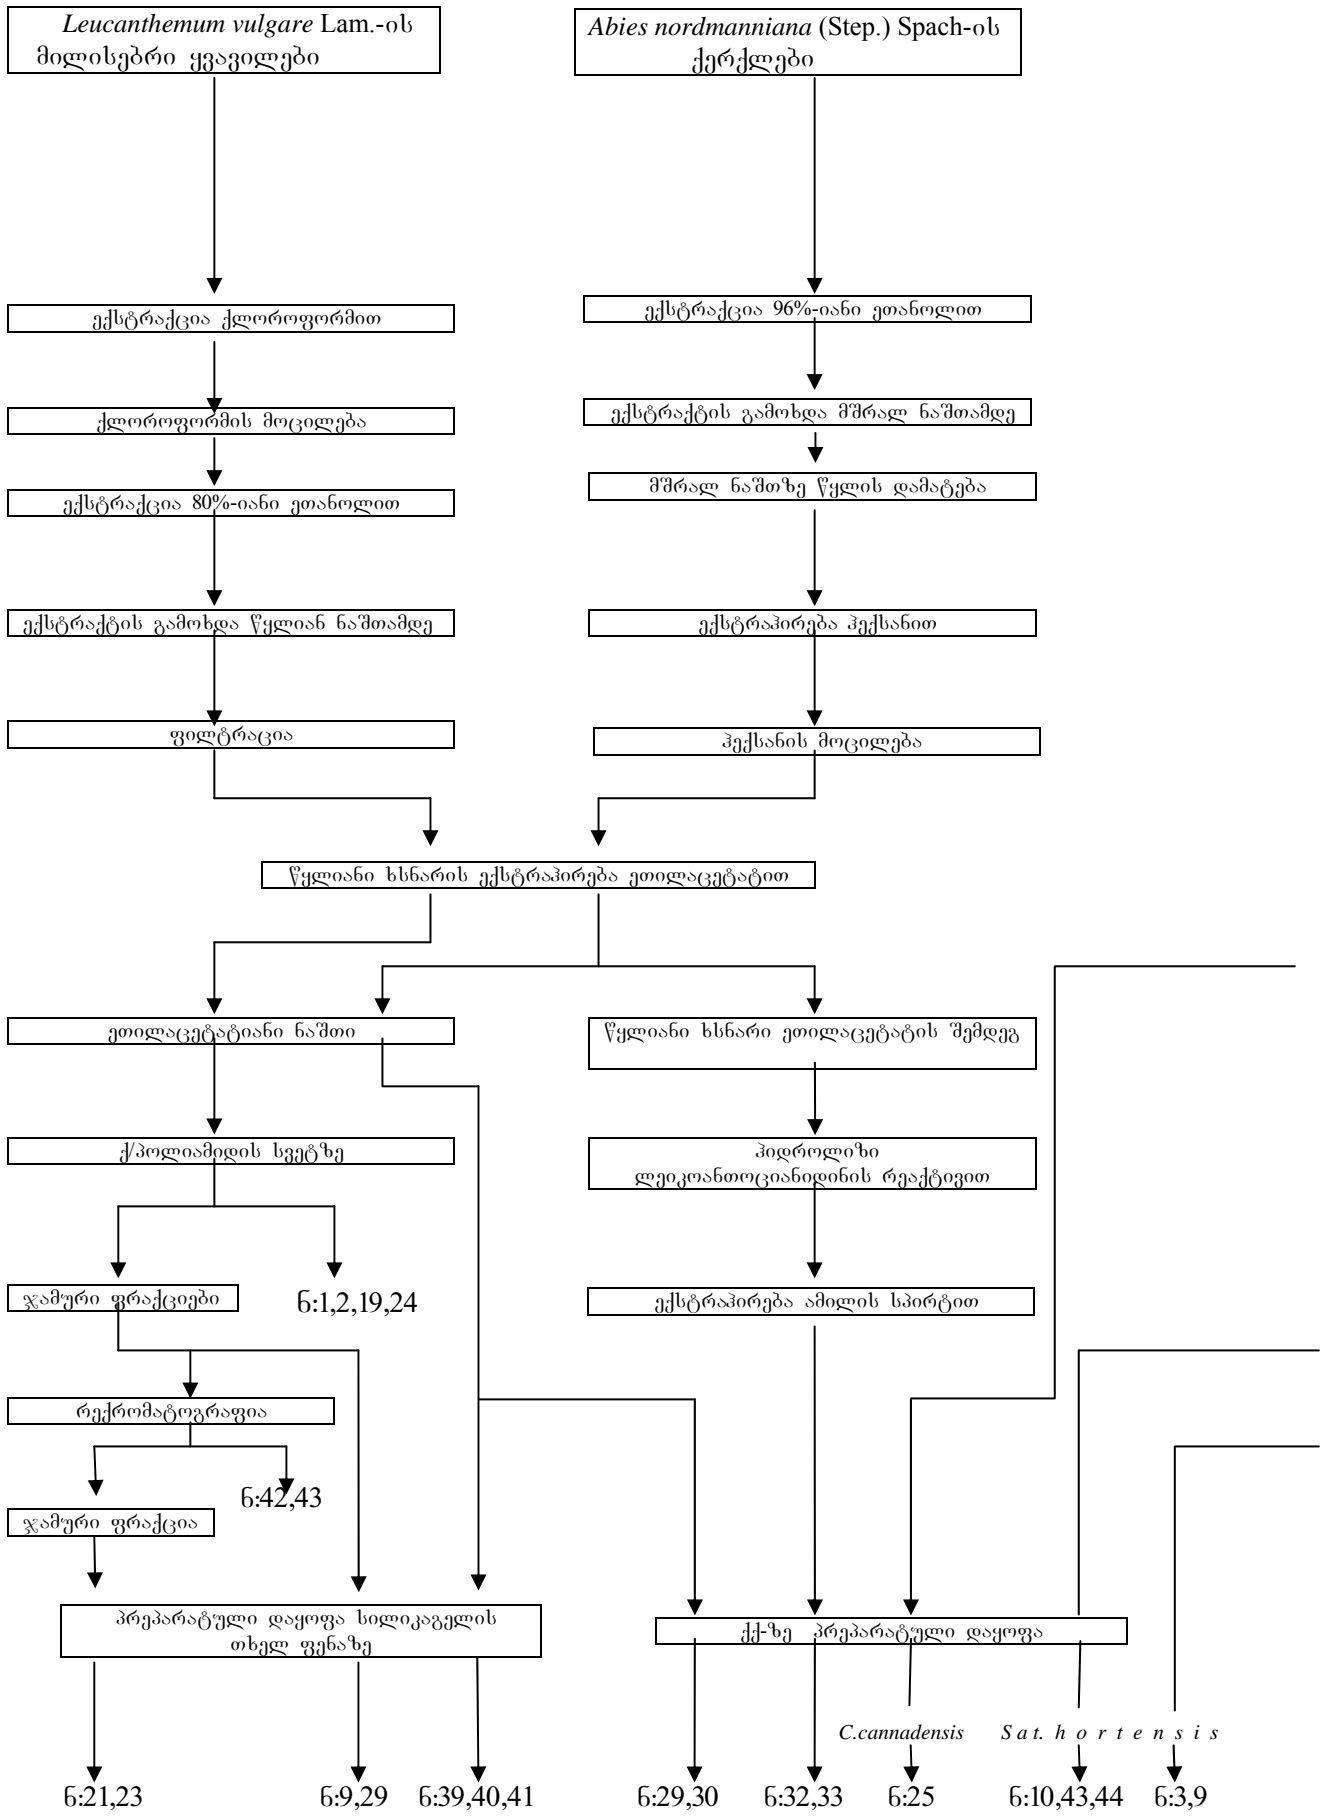 Leucanthemum vulgare Lam.-ის
მილისებრი ყვავილები
Abies nordmanniana (Step.) Spach-ის
ქერქლები
ექსტრაქცია ქლოროფორმით
ექსტრაქცია 96%-იანი ეთანოლით
ქლოროფორმის მოცილება
ექსტრაქტის გამოხდა მშრალ ნაშთამდე
ექსტრაქცია 80%-იანი ეთანოლით
მშრალ ნაშთზე წყლის დამატება
ექსტრაქტის გამოხდა წყლიან ნაშთამდე
ექსტრაჰირება ჰექსანით
ფილტრაცია
ჰექსანის მოცილება
წყლიანი ხსნარის ექსტრაჰირება ეთილაცეტატით
ეთილაცეტატიანი ნაშთი
წყლიანი ხსნარი ეთილაცეტატის შემდეგ
ქ/პოლიამიდის სვეტზე
ჰიდროლიზი
ლეიკოანთოციანიდინის რეაქტივით
ჯამური ფრაქციები
ნ:1,2,19,24
ექსტრაჰირება ამილის სპირტით
რექრომატოგრაფია
ნ:42,43
ჯამური ფრაქცია
პრეპარატული დაყოფა სილიკაგელის
თხელ ფენაზე
ქქ-ზე პრეპარატული დაყოფა
C.cannadensis
Sat. hortensis
ნ:21,23
ნ:9,29
ნ:39,40,41
ნ:29,30
ნ:32,33
ნ:25
ნ:10,43,44
ნ:3,9